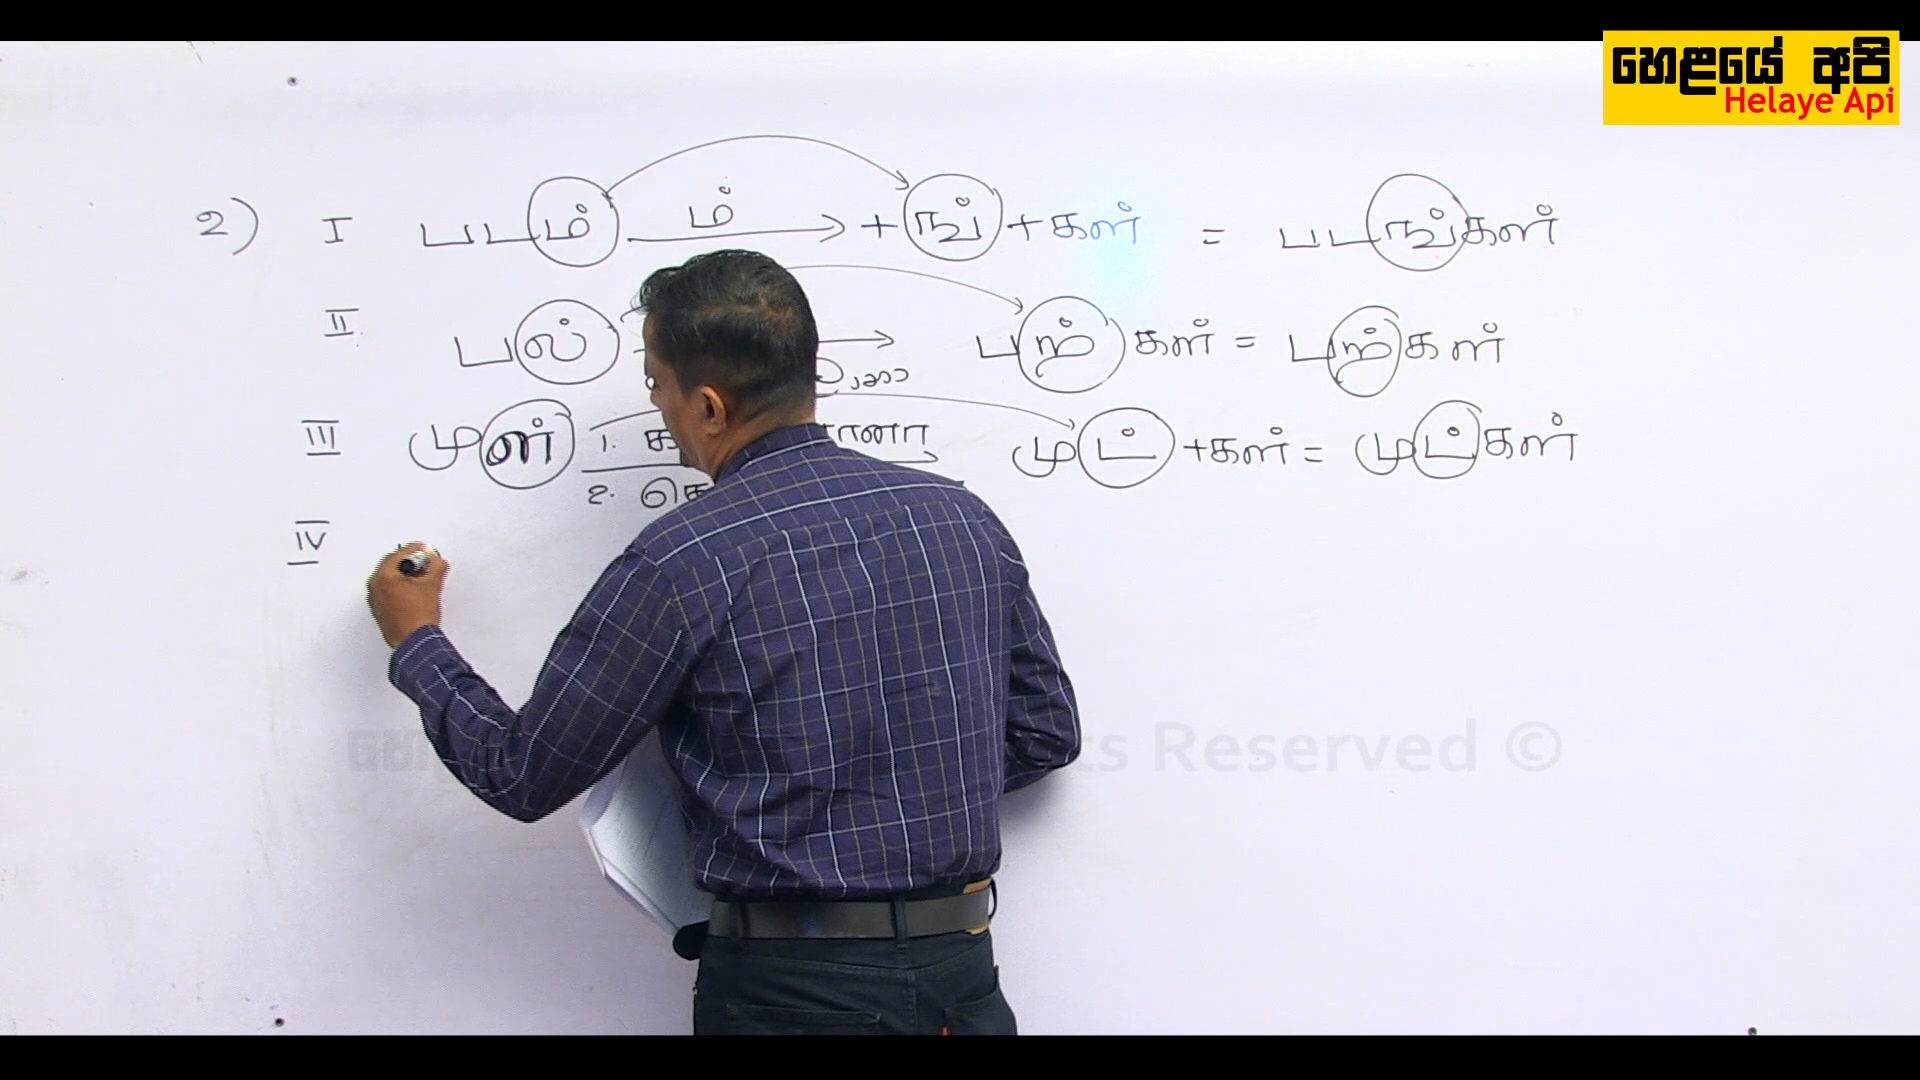 හෙළයේ අපි
Helaye Api
2) I படம் ம் + ங் + கள் = படங்கள்
II பல் பற் கள் = பற்கள்
III முள் 1. முட் + கள் = முட்கள்
2.
IV
ts Reserved ©